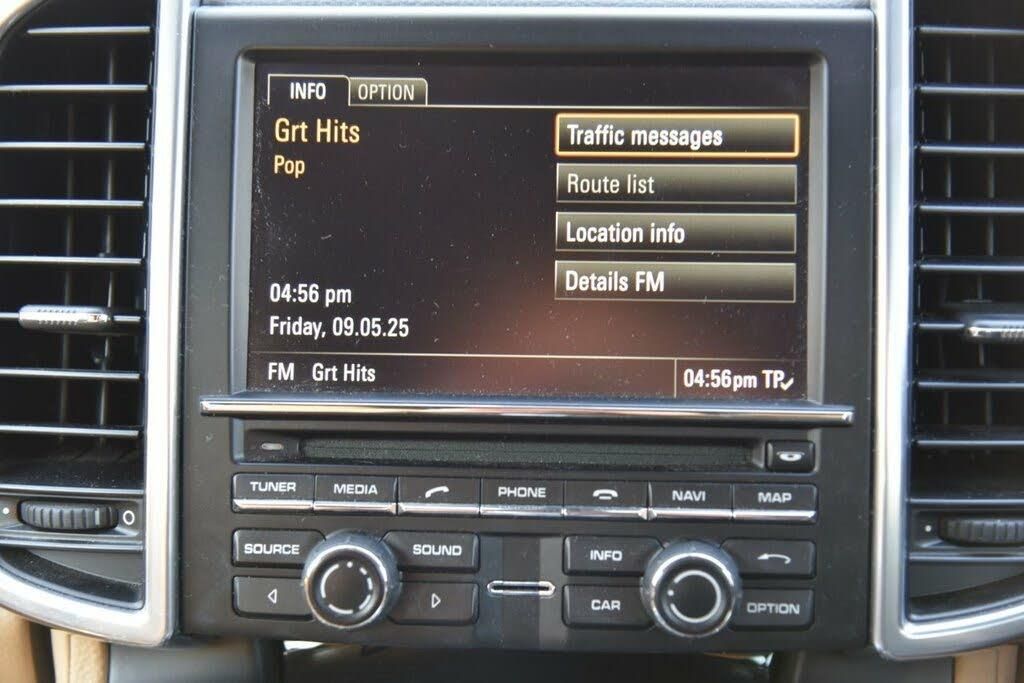 INFO OPTION
Grt Hits
Pop
Traffic messages
Route list
Location info
Details FM
04:56 pm
Friday, 09.05.25
FM Grt Hits
04:56pm TP
TUNER MEDIA PHONE NAVI MAP
SOURCE SOUND INFO
CAR OPTION